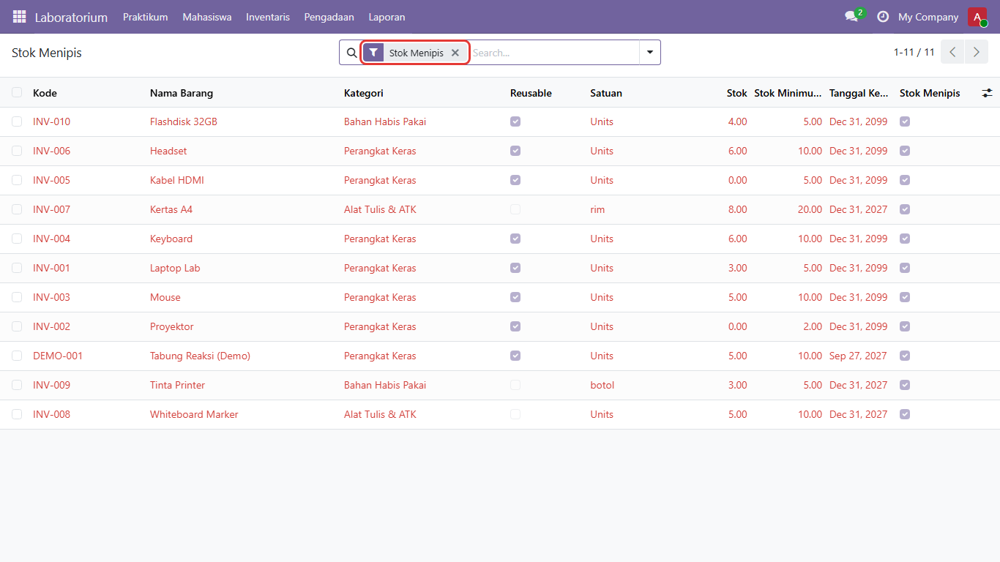 Laboratorium Praktikum Mahasiswa Inventaris Pengadaan Laporan 2 My Company A
Stok Menipis Stok Menipis Search... 1-11 / 11
Kode Nama Barang Kategori Reusable Satuan Stok Stok Minimu... Tanggal Ke... Stok Menipis
INV-010 Flashdisk 32GB Bahan Habis Pakai Units 4.00 5.00 Dec 31, 2099
INV-006 Headset Perangkat Keras Units 6.00 10.00 Dec 31, 2099
INV-005 Kabel HDMI Perangkat Keras Units 0.00 5.00 Dec 31, 2099
INV-007 Kertas A4 Alat Tulis & ATK rim 8.00 20.00 Dec 31, 2027
INV-004 Keyboard Perangkat Keras Units 6.00 10.00 Dec 31, 2099
INV-001 Laptop Lab Perangkat Keras Units 3.00 5.00 Dec 31, 2099
INV-003 Mouse Perangkat Keras Units 5.00 10.00 Dec 31, 2099
INV-002 Proyektor Perangkat Keras Units 0.00 2.00 Dec 31, 2099
DEMO-001 Tabung Reaksi (Demo) Perangkat Keras Units 5.00 10.00 Sep 27, 2027
INV-009 Tinta Printer Bahan Habis Pakai botol 3.00 5.00 Dec 31, 2027
INV-008 Whiteboard Marker Alat Tulis & ATK Units 5.00 10.00 Dec 31, 2027